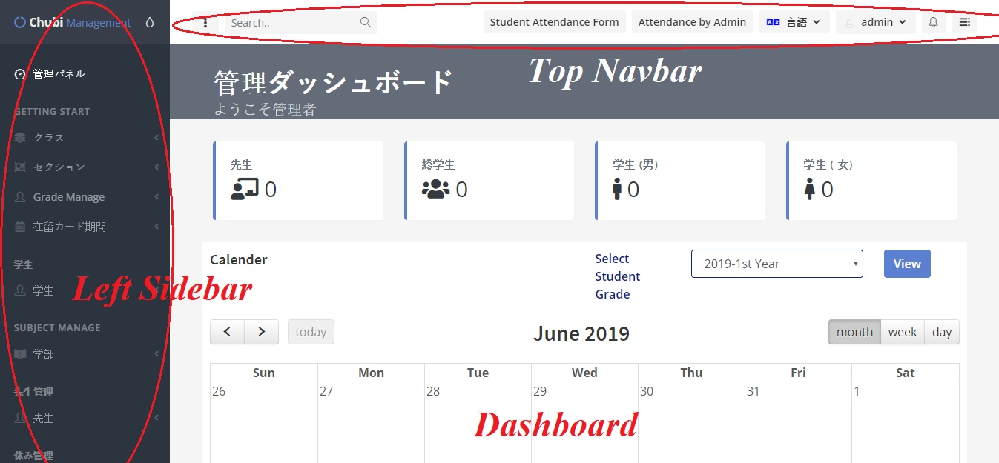 Chubi Management
Search..
Student Attendance Form
Attendance by Admin
言語
admin
管理パネル
GETTING START
クラス
セクション
Grade Manage
在留カード期間
学生
学生
SUBJECT MANAGE
学部
先生管理
先生
休み管理
Left Sidebar
Top Navbar
管理ダッシュボード
ようこそ管理者
先生
0
総学生
0
学生 (男)
0
学生 ( 女)
0
Calender
Select
Student
Grade
2019-1st Year
View
today
June 2019
month week day
Sun Mon Tue Wed Thu Fri Sat
26 27 28 29 30 31 1
Dashboard